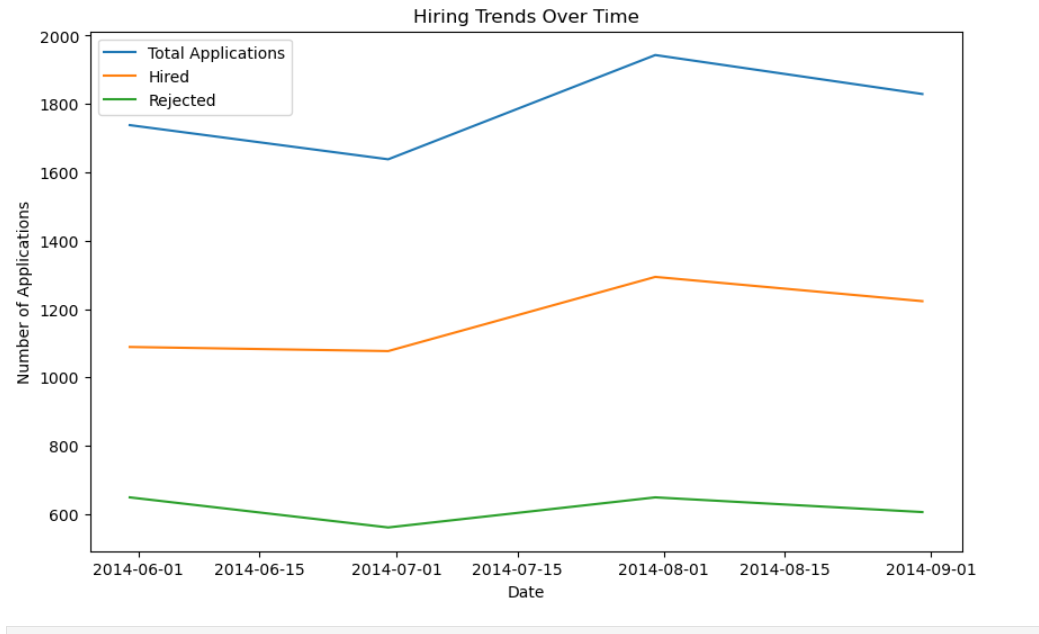 Hiring Trends Over Time
Total Applications
Hired
Rejected
2000
1800
1600
1400
1200
1000
800
600
Number of Applications
2014-06-01 2014-06-15 2014-07-01 2014-07-15 2014-08-01 2014-08-15 2014-09-01
Date